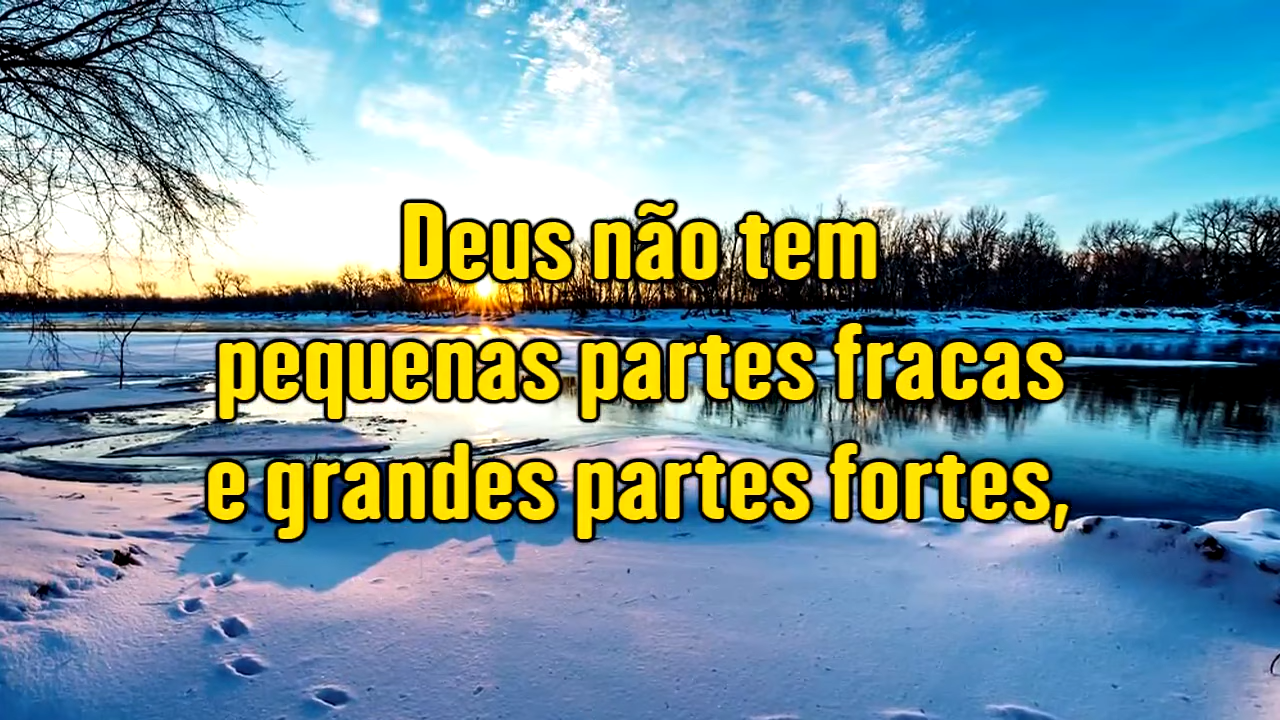 Deus não tem
pequenas partes fracas
e grandes partes fortes,